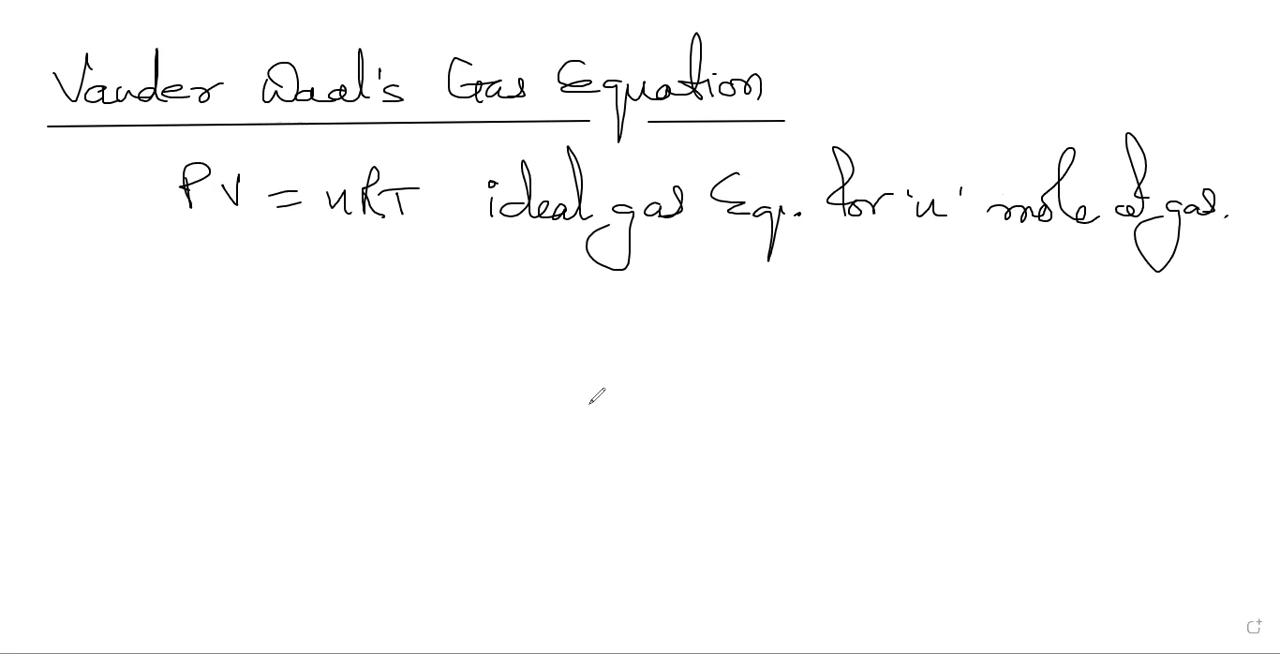 Vander Waal's Gas Equation
PV = nRT ideal gas Eq. for 'n' mole of gas.